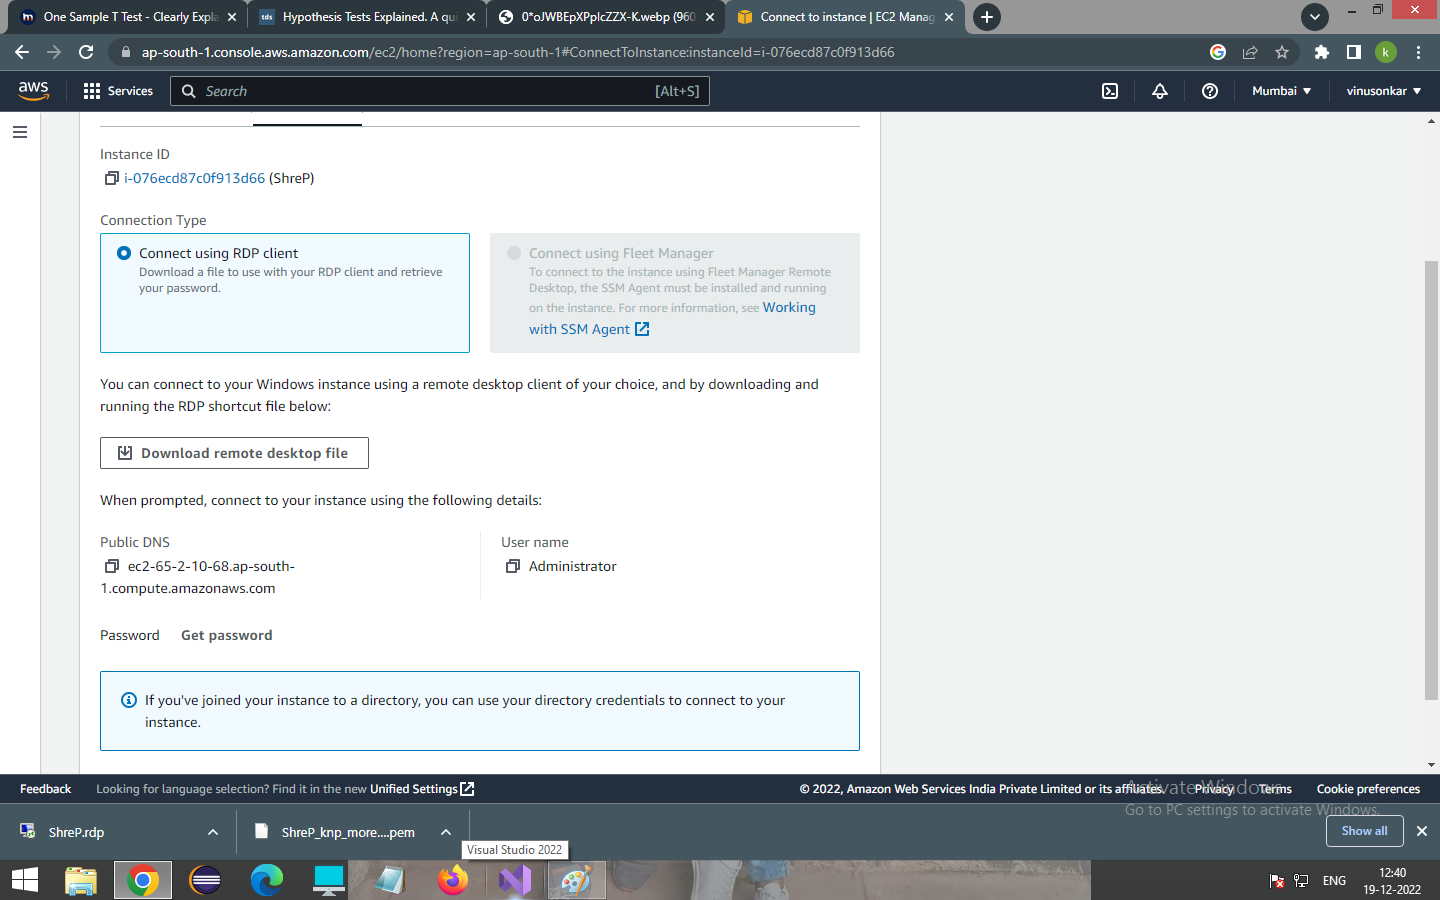 One Sample T Test - Clearly Expla
tds
Hypothesis Tests Explained. A qui
0*oJWBEpXPplcZZX-K.webp (960
Connect to instance | EC2 Manag
ap-south-1.console.aws.amazon.com/ec2/home?region=ap-south-1#ConnectToInstance:instanceId=i-076ecd87c0f913d66
k
aws
Services
Search
[Alt+S]
Mumbai
vinusonkar
Instance ID
i-076ecd87c0f913d66 (ShreP)
Connection Type
Connect using RDP client
Download a file to use with your RDP client and retrieve
your password.
Connect using Fleet Manager
To connect to the instance using Fleet Manager Remote
Desktop, the SSM Agent must be installed and running
on the instance. For more information, see Working
with SSM Agent
You can connect to your Windows instance using a remote desktop client of your choice, and by downloading and
running the RDP shortcut file below:
Download remote desktop file
When prompted, connect to your instance using the following details:
Public DNS
ec2-65-2-10-68.ap-south-
1.compute.amazonaws.com
User name
Administrator
Password Get password
If you've joined your instance to a directory, you can use your directory credentials to connect to your
instance.
Feedback
Looking for language selection? Find it in the new Unified Settings
© 2022, Amazon Web Services India Private Limited or its affiliates.
Privacy
Terms
Cookie preferences
Activate Windows
Go to PC settings to activate Windows.
ShreP.rdp
ShreP_knp_more....pem
Show all
Visual Studio 2022
ENG
12:40
19-12-2022